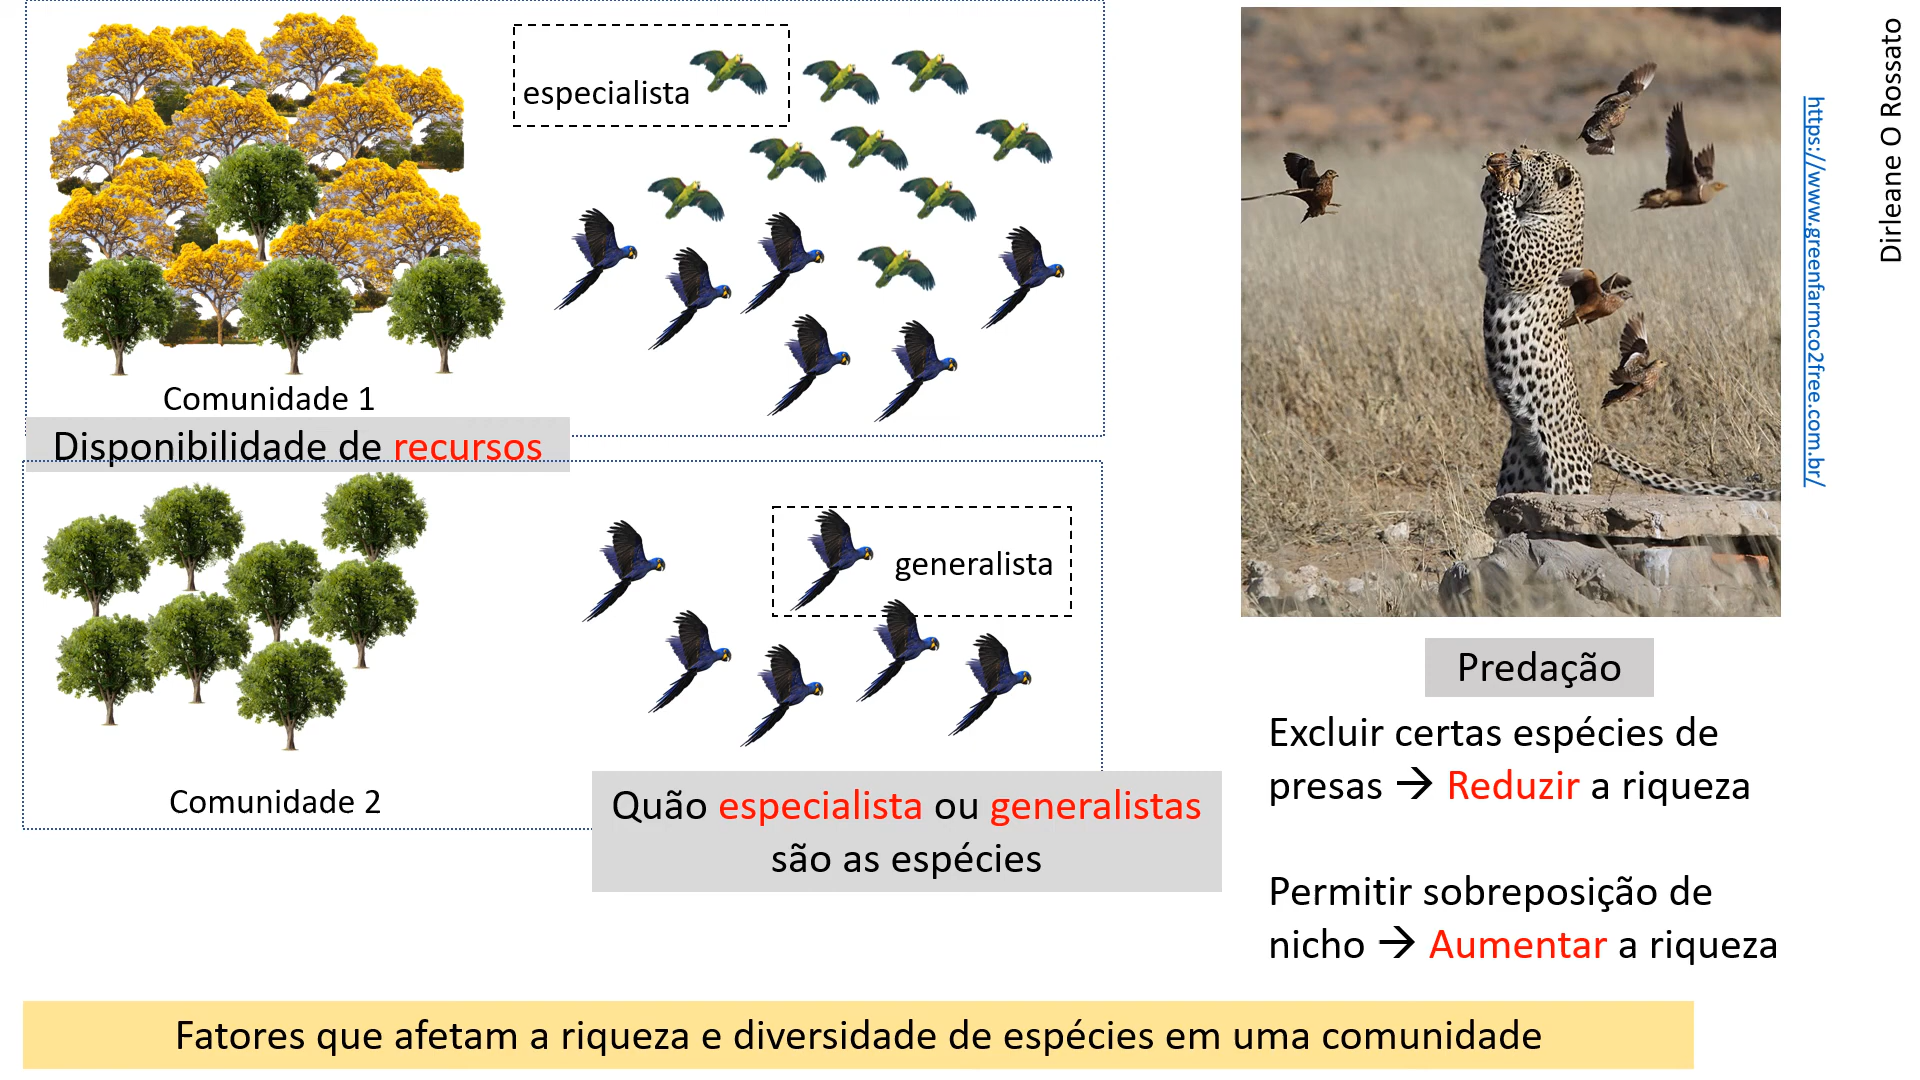 especialista
Comunidade 1
Disponibilidade de recursos
generalista
Comunidade 2
Quão especialista ou generalistas
são as espécies
Predação
Excluir certas espécies de
presas → Reduzir a riqueza
Permitir sobreposição de
nicho → Aumentar a riqueza
https://www.greenfarmco2free.com.br/
Dirleane O Rossato
Fatores que afetam a riqueza e diversidade de espécies em uma comunidade